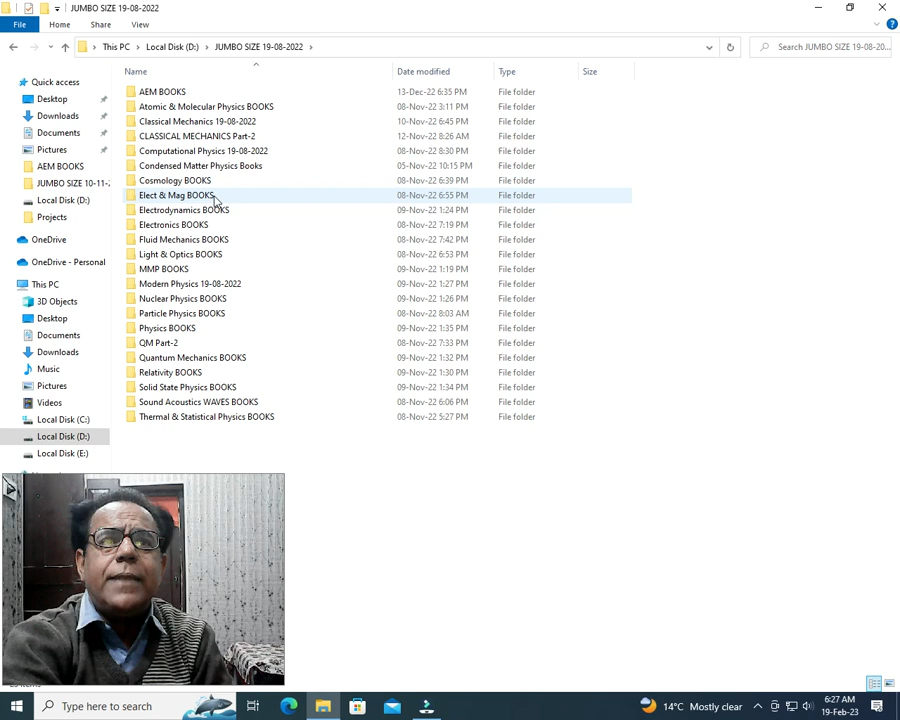 JUMBO SIZE 19-08-2022
File Home Share View
This PC Local Disk (D:) JUMBO SIZE 19-08-2022
Search JUMBO SIZE 19-08-20...
Name Date modified Type Size
Quick access
Desktop
Downloads
Documents
Pictures
AEM BOOKS
JUMBO SIZE 10-11-2
Local Disk (D:)
Projects
OneDrive
OneDrive - Personal
This PC
3D Objects
Desktop
Documents
Downloads
Music
Pictures
Videos
Local Disk (C:)
Local Disk (D:)
Local Disk (E:)
AEM BOOKS 13-Dec-22 6:35 PM File folder
Atomic & Molecular Physics BOOKS 08-Nov-22 3:11 PM File folder
Classical Mechanics 19-08-2022 10-Nov-22 6:45 PM File folder
CLASSICAL MECHANICS Part-2 12-Nov-22 8:26 AM File folder
Computational Physics 19-08-2022 08-Nov-22 8:30 PM File folder
Condensed Matter Physics Books 05-Nov-22 10:15 PM File folder
Cosmology BOOKS 08-Nov-22 6:39 PM File folder
Elect & Mag BOOKS 08-Nov-22 6:55 PM File folder
Electrodynamics BOOKS 09-Nov-22 1:24 PM File folder
Electronics BOOKS 08-Nov-22 7:19 PM File folder
Fluid Mechanics BOOKS 08-Nov-22 7:42 PM File folder
Light & Optics BOOKS 08-Nov-22 6:53 PM File folder
MMP BOOKS 09-Nov-22 1:19 PM File folder
Modern Physics 19-08-2022 09-Nov-22 1:27 PM File folder
Nuclear Physics BOOKS 09-Nov-22 1:26 PM File folder
Particle Physics BOOKS 08-Nov-22 8:03 AM File folder
Physics BOOKS 09-Nov-22 1:35 PM File folder
QM Part-2 08-Nov-22 7:33 PM File folder
Quantum Mechanics BOOKS 09-Nov-22 1:32 PM File folder
Relativity BOOKS 09-Nov-22 1:30 PM File folder
Solid State Physics BOOKS 09-Nov-22 1:34 PM File folder
Sound Acoustics WAVES BOOKS 08-Nov-22 6:06 PM File folder
Thermal & Statistical Physics BOOKS 08-Nov-22 5:27 PM File folder
Type here to search
14°C Mostly clear
6:27 AM
19-Feb-23